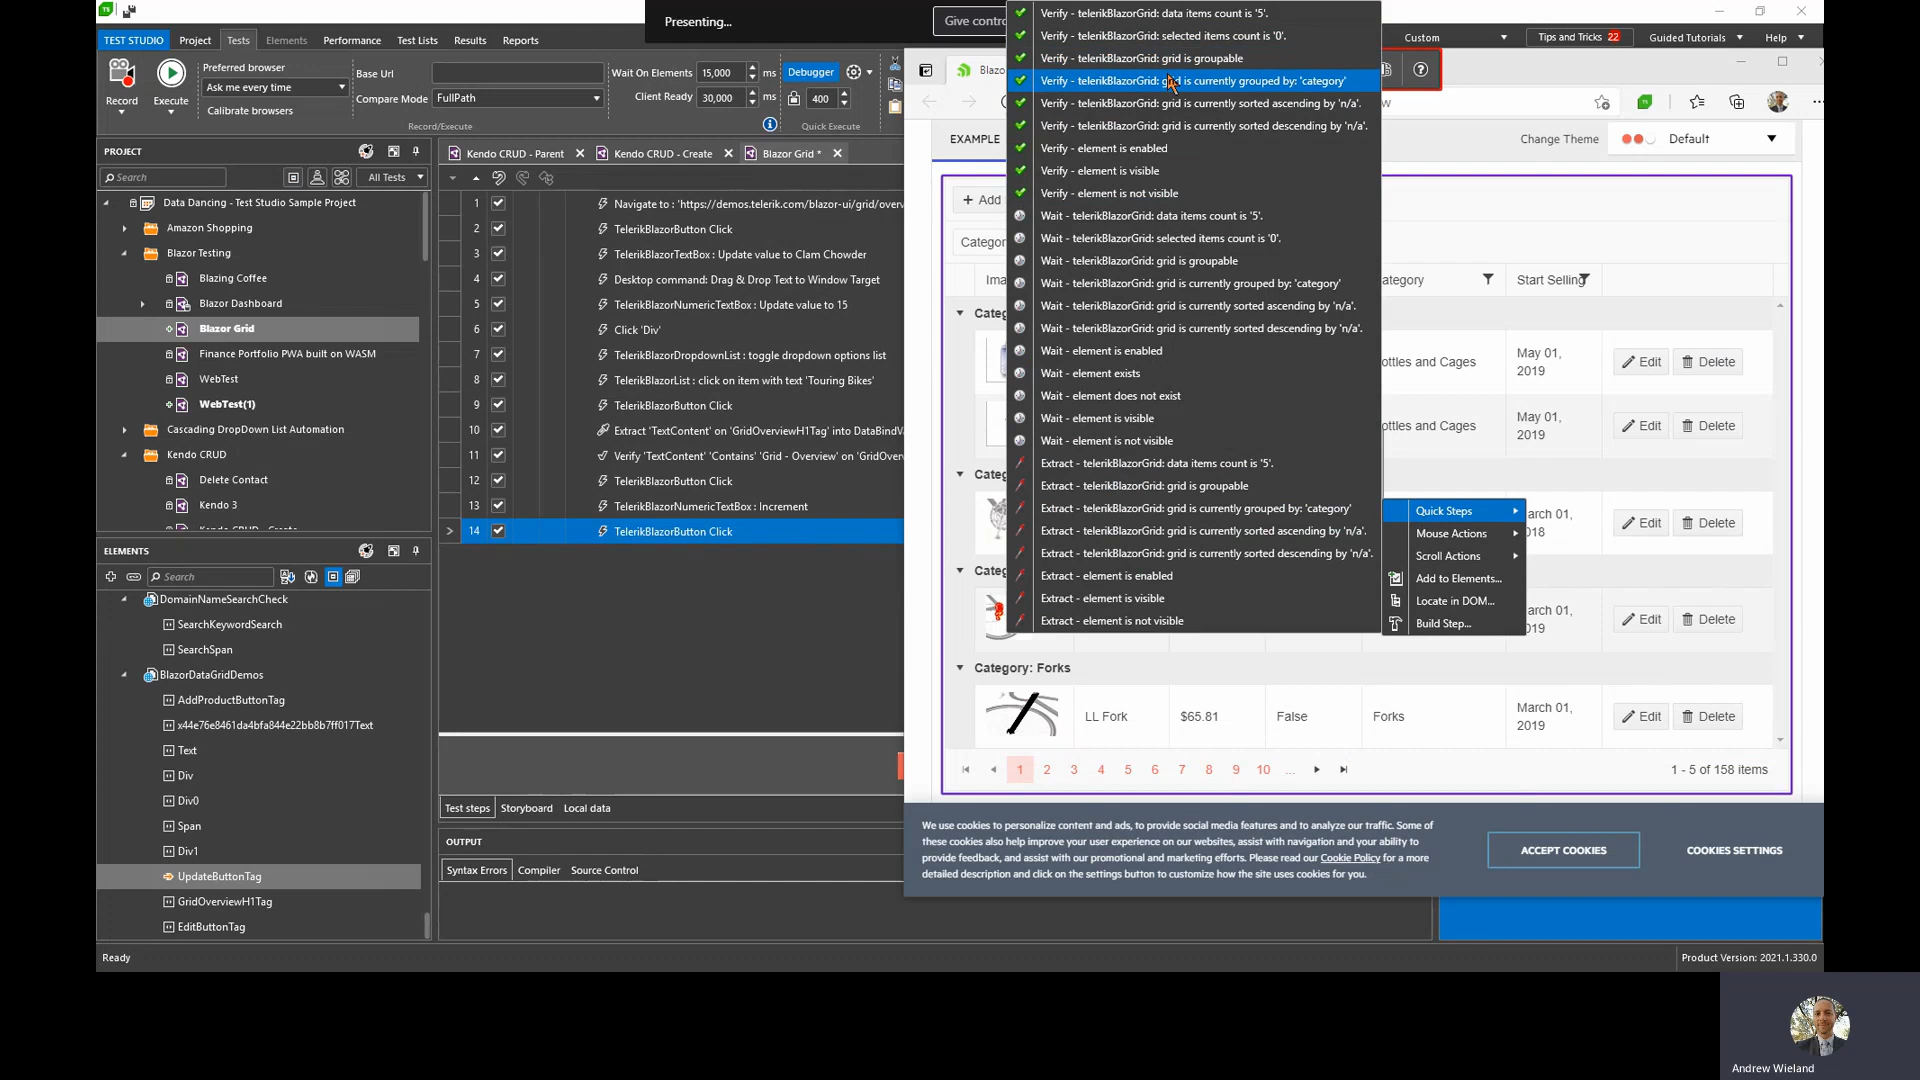 Presenting...
Give contro
TEST STUDIO
Project
Tests
Elements
Performance
Test Lists
Results
Reports
Custom
Tips and Tricks 22
Guided Tutorials
Help
Record
Execute
Preferred browser
Ask me every time
Calibrate browsers
Base Url
Compare Mode
FullPath
Record/Execute
Wait On Elements
15,000
ms
Client Ready
30,000
ms
Debugger
400
Quick Execute
PROJECT
Search
All Tests
Data Dancing - Test Studio Sample Project
Amazon Shopping
Blazor Testing
Blazing Coffee
Blazor Dashboard
Blazor Grid
Finance Portfolio PWA built on WASM
WebTest
WebTest(1)
Cascading DropDown List Automation
Kendo CRUD
Delete Contact
Kendo 3
Kendo CRUD - Create
ELEMENTS
Search
DomainNameSearchCheck
SearchKeywordSearch
SearchSpan
BlazorDataGridDemos
AddProductButtonTag
x44e76e8461da4bfa844e22bb8b7ff017Text
Text
Div
Div0
Span
Div1
UpdateButtonTag
GridOverviewH1Tag
EditButtonTag
Ready
Kendo CRUD - Parent
Kendo CRUD - Create
Blazor Grid *
1 Navigate to : 'https://demos.telerik.com/blazor-ui/grid/overv
2 TelerikBlazorButton Click
3 TelerikBlazorTextBox : Update value to Clam Chowder
4 Desktop command: Drag & Drop Text to Window Target
5 TelerikBlazorNumericTextBox : Update value to 15
6 Click 'Div'
7 TelerikBlazorDropdownList : toggle dropdown options list
8 TelerikBlazorList : click on item with text 'Touring Bikes'
9 TelerikBlazorButton Click
10 Extract 'TextContent' on 'GridOverviewH1Tag' into DataBindVa
11 Verify 'TextContent' 'Contains' 'Grid - Overview' on 'GridOverv
12 TelerikBlazorButton Click
13 TelerikBlazorNumericTextBox : Increment
14 TelerikBlazorButton Click
Test steps
Storyboard
Local data
OUTPUT
Syntax Errors
Compiler
Source Control
Verify - telerikBlazorGrid: data items count is '5'.
Verify - telerikBlazorGrid: selected items count is '0'.
Verify - telerikBlazorGrid: grid is groupable
Verify - telerikBlazorGrid: grid is currently grouped by: 'category'
Verify - telerikBlazorGrid: grid is currently sorted ascending by 'n/a'.
Verify - telerikBlazorGrid: grid is currently sorted descending by 'n/a'.
Verify - element is enabled
Verify - element is visible
Verify - element is not visible
Wait - telerikBlazorGrid: data items count is '5'.
Wait - telerikBlazorGrid: selected items count is '0'.
Wait - telerikBlazorGrid: grid is groupable
Wait - telerikBlazorGrid: grid is currently grouped by: 'category'
Wait - telerikBlazorGrid: grid is currently sorted ascending by 'n/a'.
Wait - telerikBlazorGrid: grid is currently sorted descending by 'n/a'.
Wait - element is enabled
Wait - element exists
Wait - element does not exist
Wait - element is visible
Wait - element is not visible
Extract - telerikBlazorGrid: data items count is '5'.
Extract - telerikBlazorGrid: grid is groupable
Extract - telerikBlazorGrid: grid is currently grouped by: 'category'
Extract - telerikBlazorGrid: grid is currently sorted ascending by 'n/a'.
Extract - telerikBlazorGrid: grid is currently sorted descending by 'n/a'.
Extract - element is enabled
Extract - element is visible
Extract - element is not visible
Quick Steps
Mouse Actions
Scroll Actions
Add to Elements...
Locate in DOM...
Build Step...
Blazo
EXAMPLE
Change Theme
Default
+ Add
Categor
Ima
ategory
Start Selling
Categ
ottles and Cages
May 01,
2019
Edit
Delete
ottles and Cages
May 01,
2019
Edit
Delete
Categ
arch 01,
018
Edit
Delete
Categ
arch 01,
019
Edit
Delete
Category: Forks
LL Fork
$65.81
False
Forks
March 01,
2019
Edit
Delete
1 2 3 4 5 6 7 8 9 10 ...
1 - 5 of 158 items
We use cookies to personalize content and ads, to provide social media features and to analyze our traffic. Some of
these cookies also help improve your user experience on our websites, assist with navigation and your ability to
provide feedback, and assist with our promotional and marketing efforts. Please read our Cookie Policy for a more
detailed description and click on the settings button to customize how the site uses cookies for you.
ACCEPT COOKIES
COOKIES SETTINGS
Product Version: 2021.1.330.0
Andrew Wieland